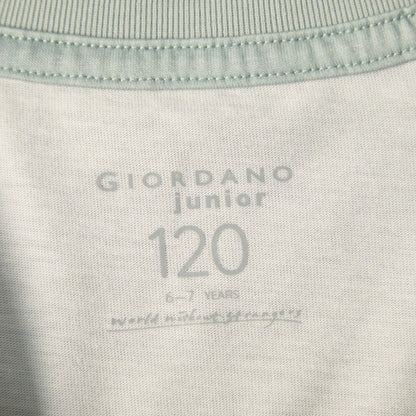 GIORDANO
junior
120
6–7 YEARS
world without strangers